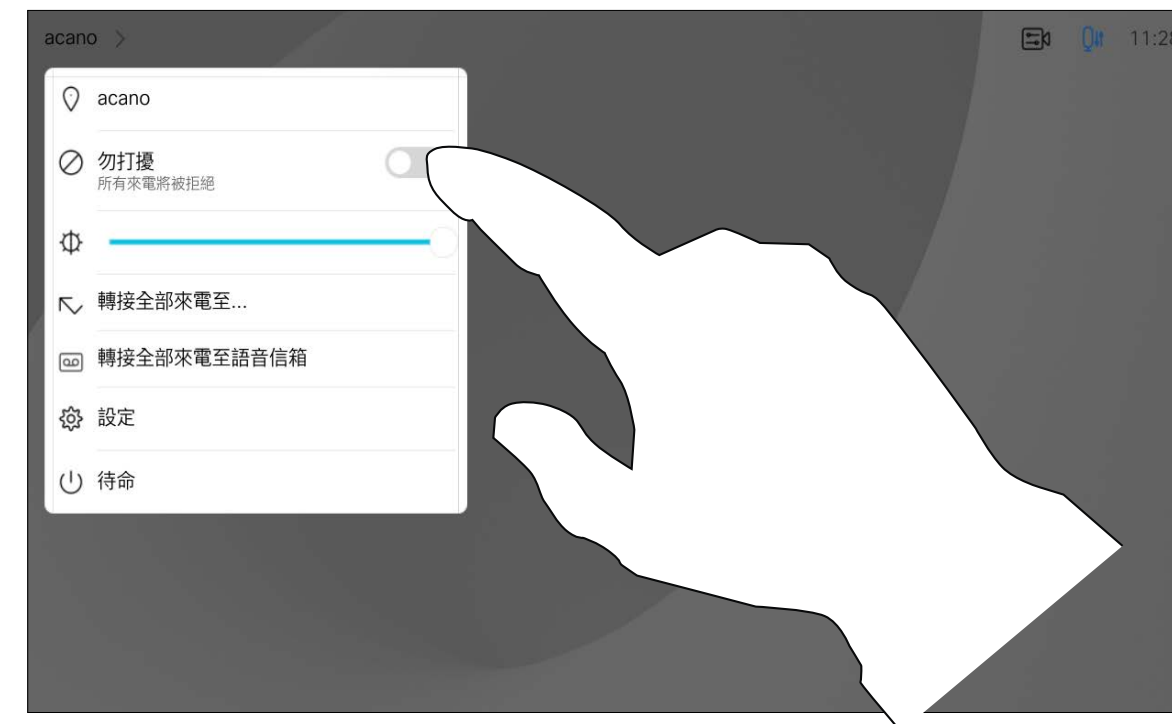 acano
11:28
acano
勿打擾
所有來電將被拒絕
轉接全部來電至...
轉接全部來電至語音信箱
設定
待命